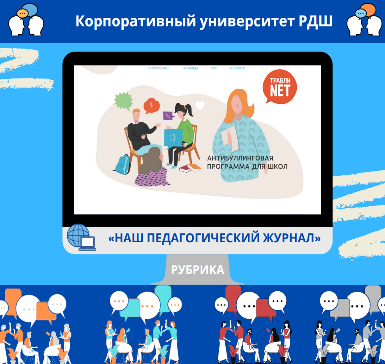 Корпоративный университет РДШ
ТРАВЛИ
NET
АНТИБУЛЛИНГОВАЯ
ПРОГРАММА ДЛЯ ШКОЛ
«НАШ ПЕДАГОГИЧЕСКИЙ ЖУРНАЛ»
РУБРИКА